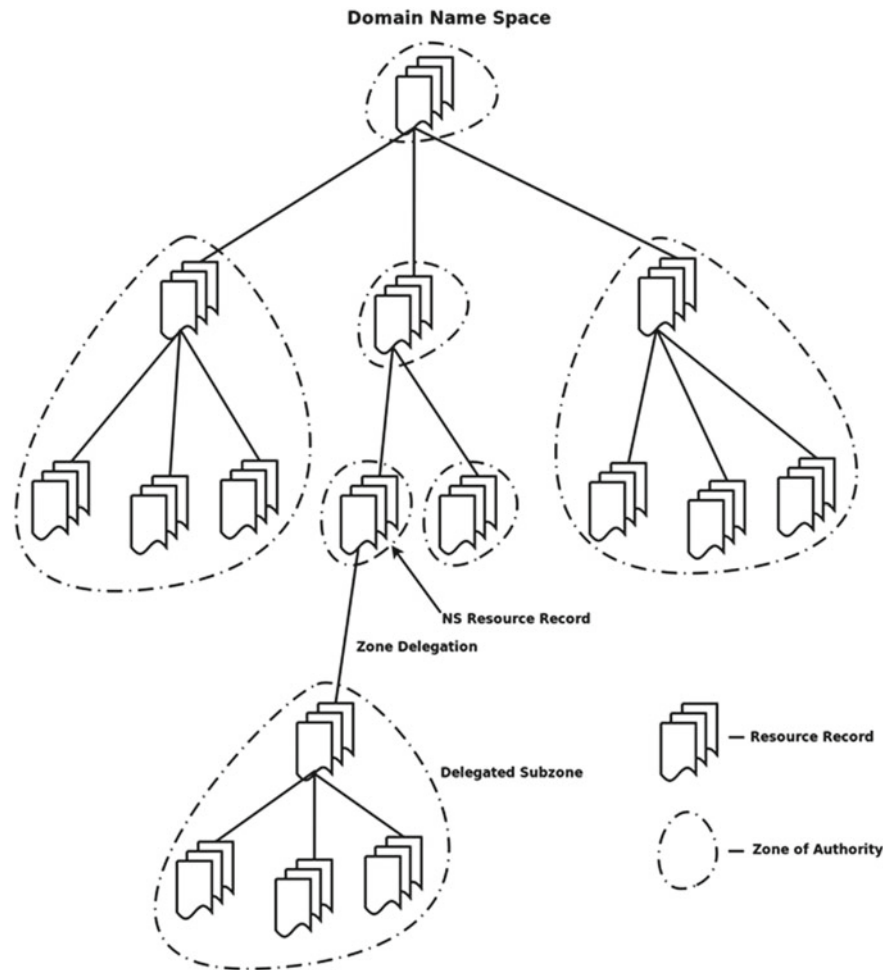 Domain Name Space
NS Resource Record
Zone Delegation
Delegated Subzone
Resource Record
Zone of Authority